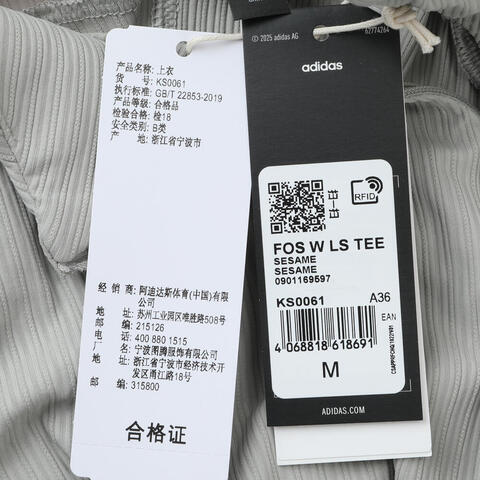 产品名称: 上衣
货 号: KS0061
执行标准: GB/T 22853-2019
产品等级: 合格品
检验合格: 检18
安全类别: B类
产 地: 浙江省宁波市
经 销 商: 阿迪达斯体育(中国)有限
公司
地址: 苏州工业园区唯胜路508号
邮编: 215126
电话: 400 880 1515
厂 名: 宁波图腾服饰有限公司
地址: 浙江省宁波市经济技术开
发区甬江路18号
邮编: 315800
合格证
© 2025 adidas AG
62774264
adidas
RFID
FOS W LS TEE
SESAME
SESAME
0901169597
KS0061
A36
EAN
4 068818 618691
M
ADIDAS.COM